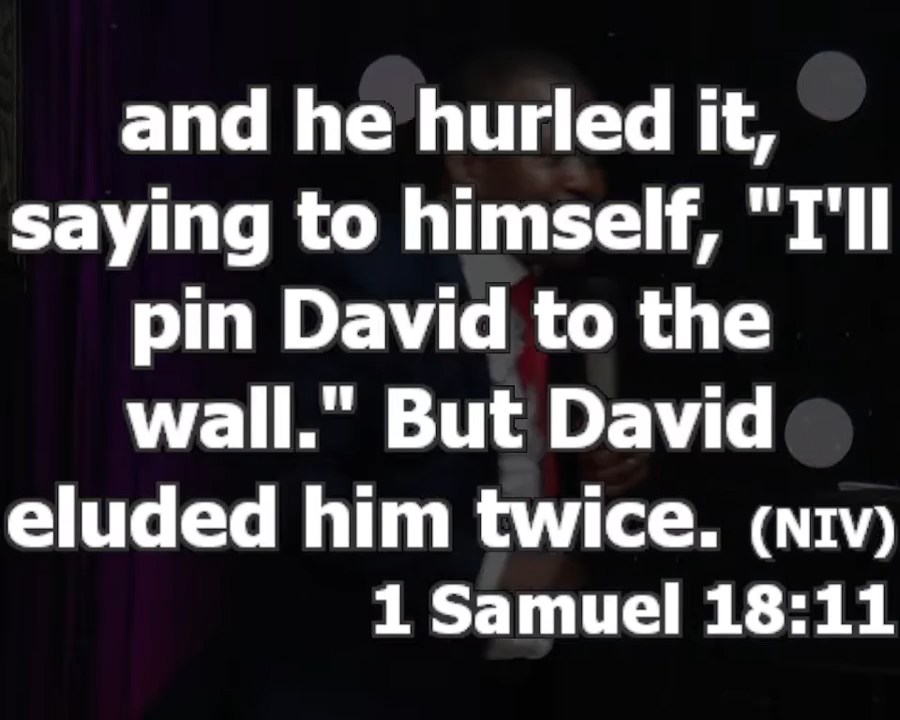 and he hurled it,
saying to himself, "I'll
pin David to the
wall." But David
eluded him twice. (NIV)
1 Samuel 18:11